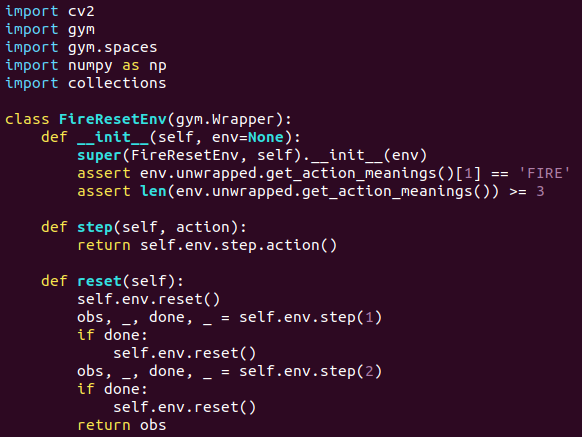 import cv2
import gym
import gym.spaces
import numpy as np
import collections

class FireResetEnv(gym.Wrapper):
    def __init__(self, env=None):
        super(FireResetEnv, self).__init__(env)
        assert env.unwrapped.get_action_meanings()[1] == 'FIRE'
        assert len(env.unwrapped.get_action_meanings()) >= 3

    def step(self, action):
        return self.env.step.action()

    def reset(self):
        self.env.reset()
        obs, _, done, _ = self.env.step(1)
        if done:
            self.env.reset()
        obs, _, done, _ = self.env.step(2)
        if done:
            self.env.reset()
        return obs